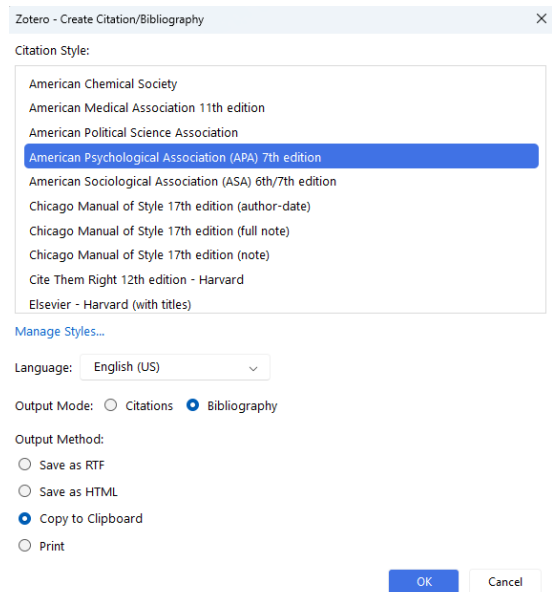 Zotero - Create Citation/Bibliography
Citation Style:
American Chemical Society
American Medical Association 11th edition
American Political Science Association
American Psychological Association (APA) 7th edition
American Sociological Association (ASA) 6th/7th edition
Chicago Manual of Style 17th edition (author-date)
Chicago Manual of Style 17th edition (full note)
Chicago Manual of Style 17th edition (note)
Cite Them Right 12th edition - Harvard
Elsevier - Harvard (with titles)
Manage Styles...
Language: English (US)
Output Mode: Citations Bibliography
Output Method:
Save as RTF
Save as HTML
Copy to Clipboard
Print
OK Cancel